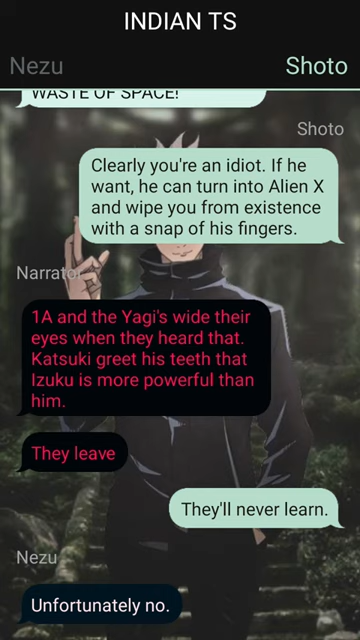 INDIAN TS
Nezu
Shoto
WASTE OF SPACE!
Shoto
Clearly you're an idiot. If he
want, he can turn into Alien X
and wipe you from existence
with a snap of his fingers.
Narrator
1A and the Yagi's wide their
eyes when they heard that.
Katsuki greet his teeth that
Izuku is more powerful than
him.
They leave
They'll never learn.
Nezu
Unfortunately no.